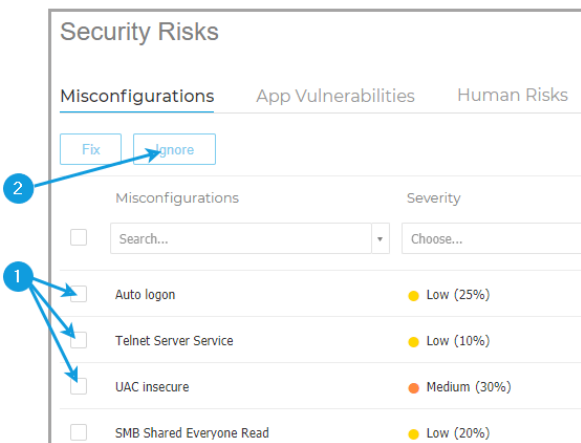 Security Risks
Misconfigurations App Vulnerabilities Human Risks
Fix Ignore
2
Misconfigurations Severity
Search... Choose...
1
Auto logon Low (25%)
Telnet Server Service Low (10%)
UAC insecure Medium (30%)
SMB Shared Everyone Read Low (20%)